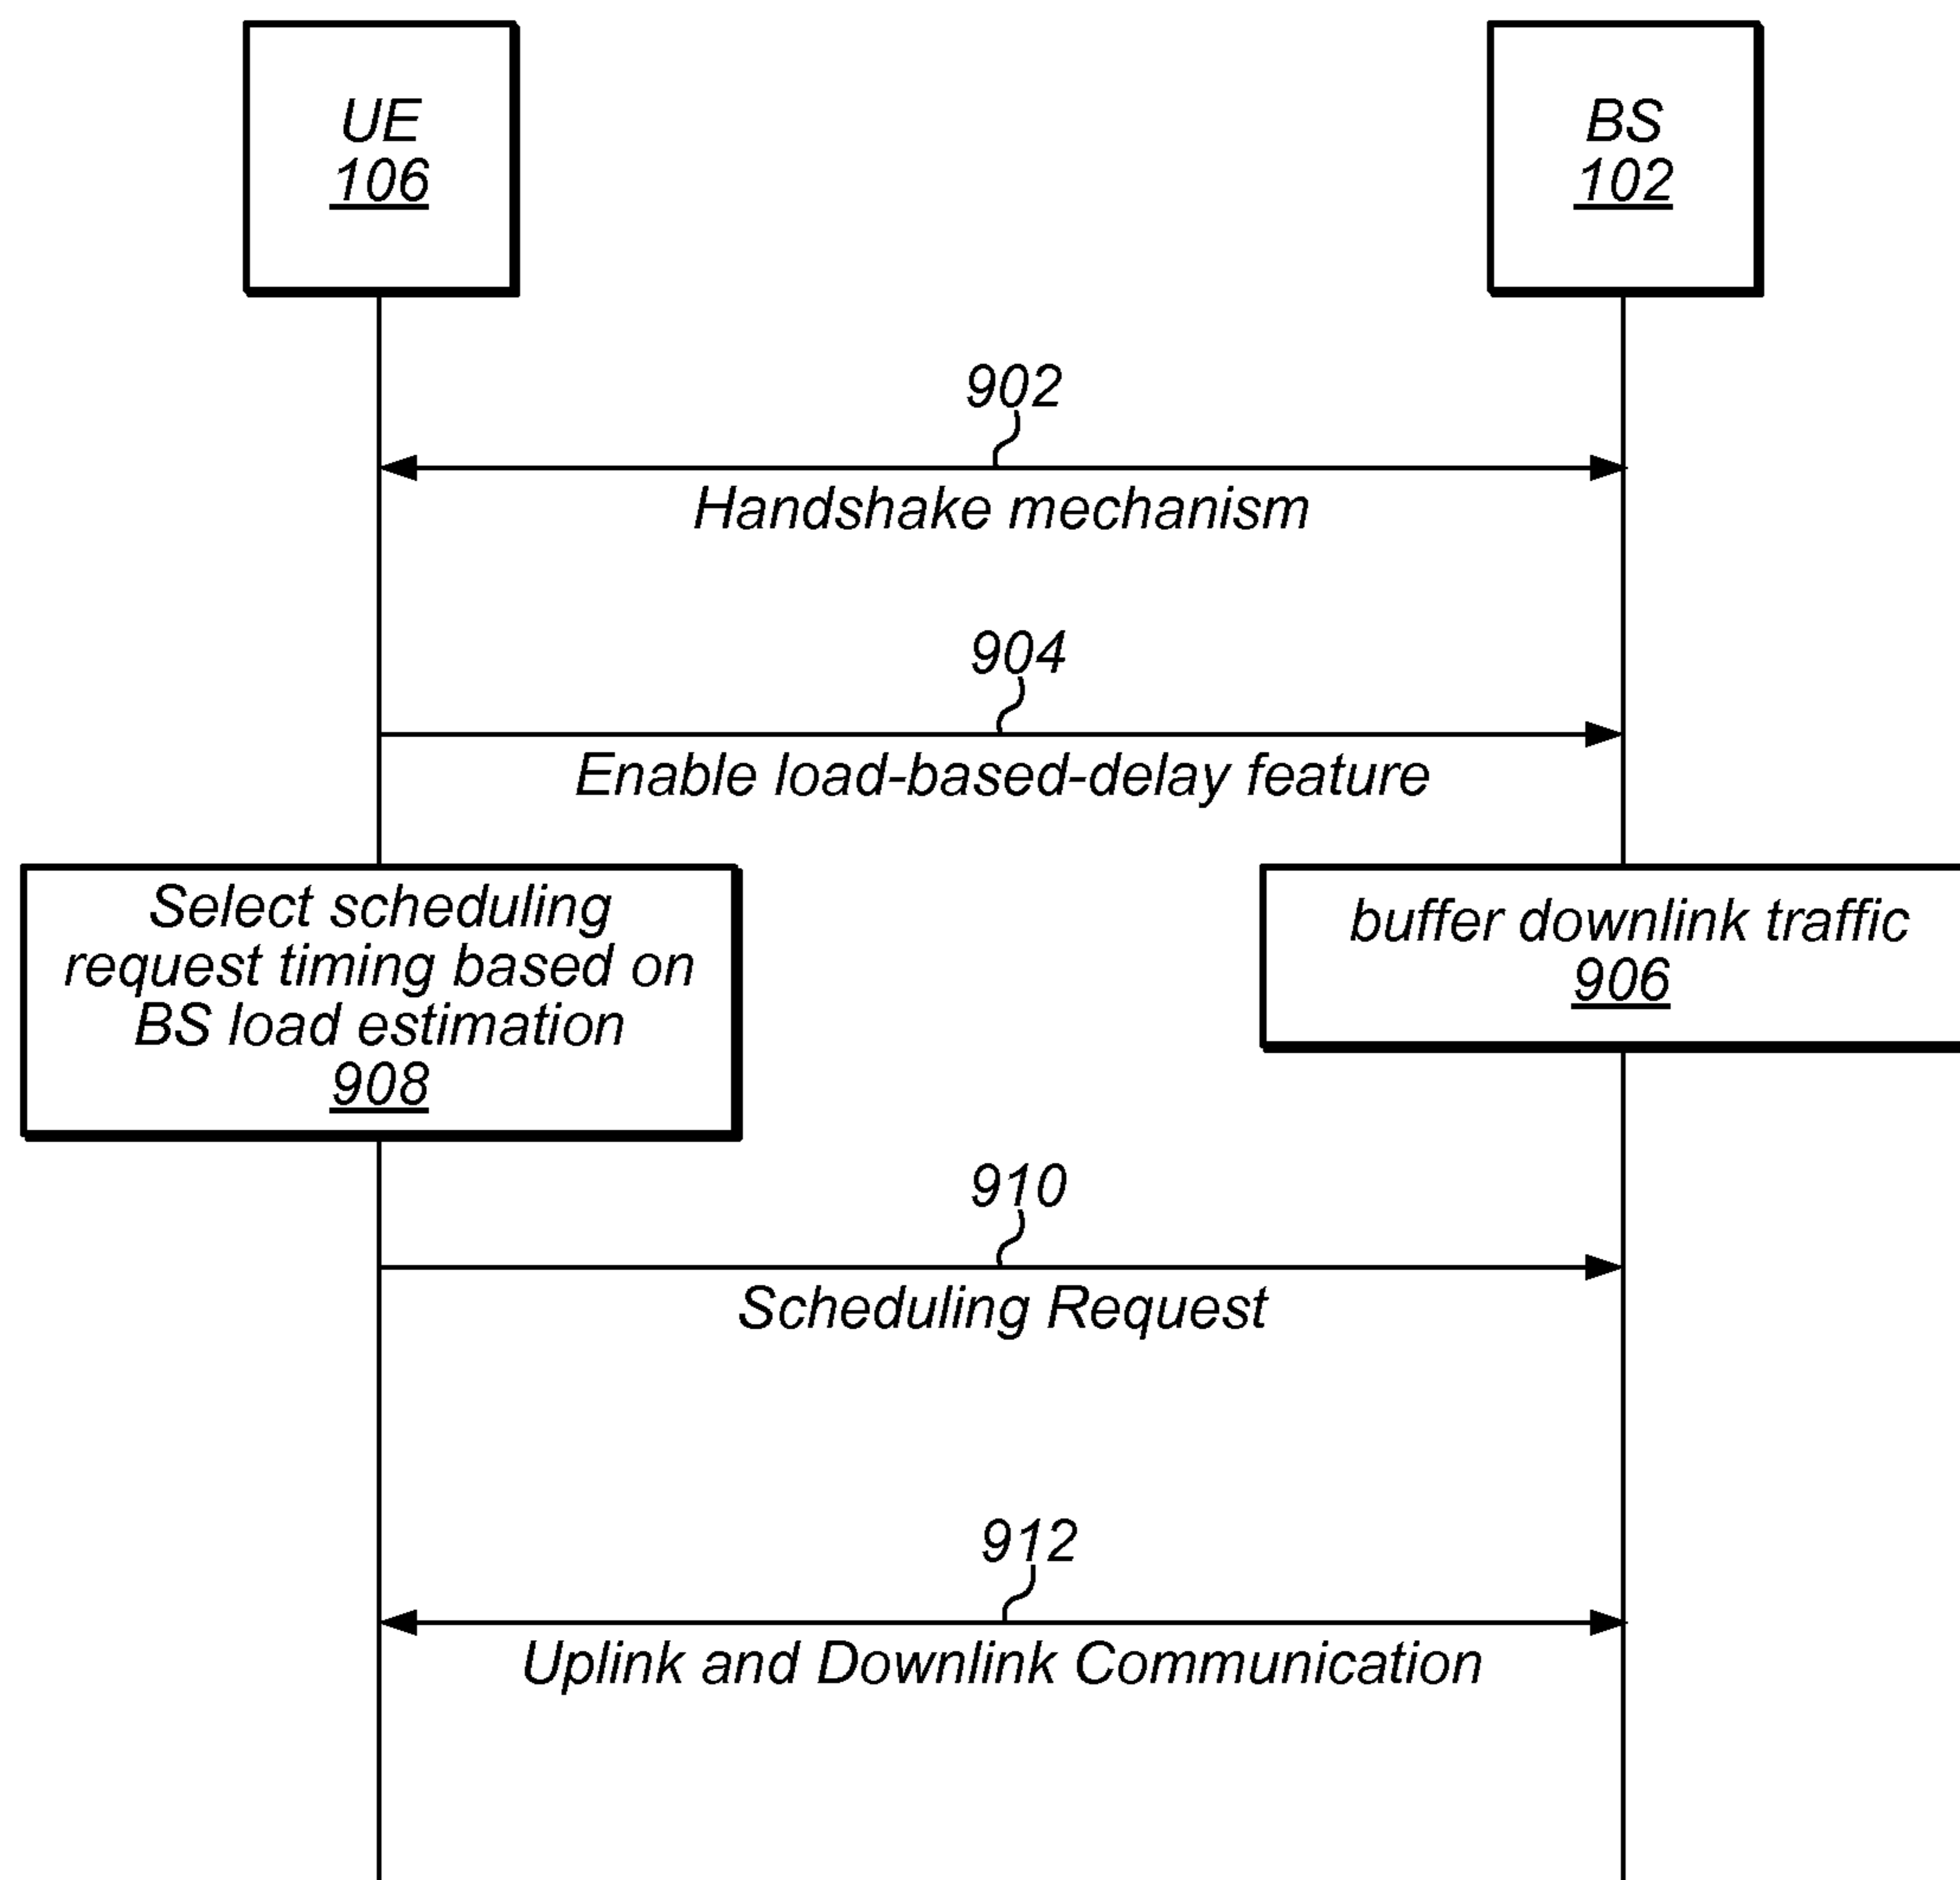 UE
106
BS
102
902
Handshake mechanism
904
Enable load-based-delay feature
Select scheduling
request timing based on
BS load estimation
908
buffer downlink traffic
906
910
Scheduling Request
912
Uplink and Downlink Communication